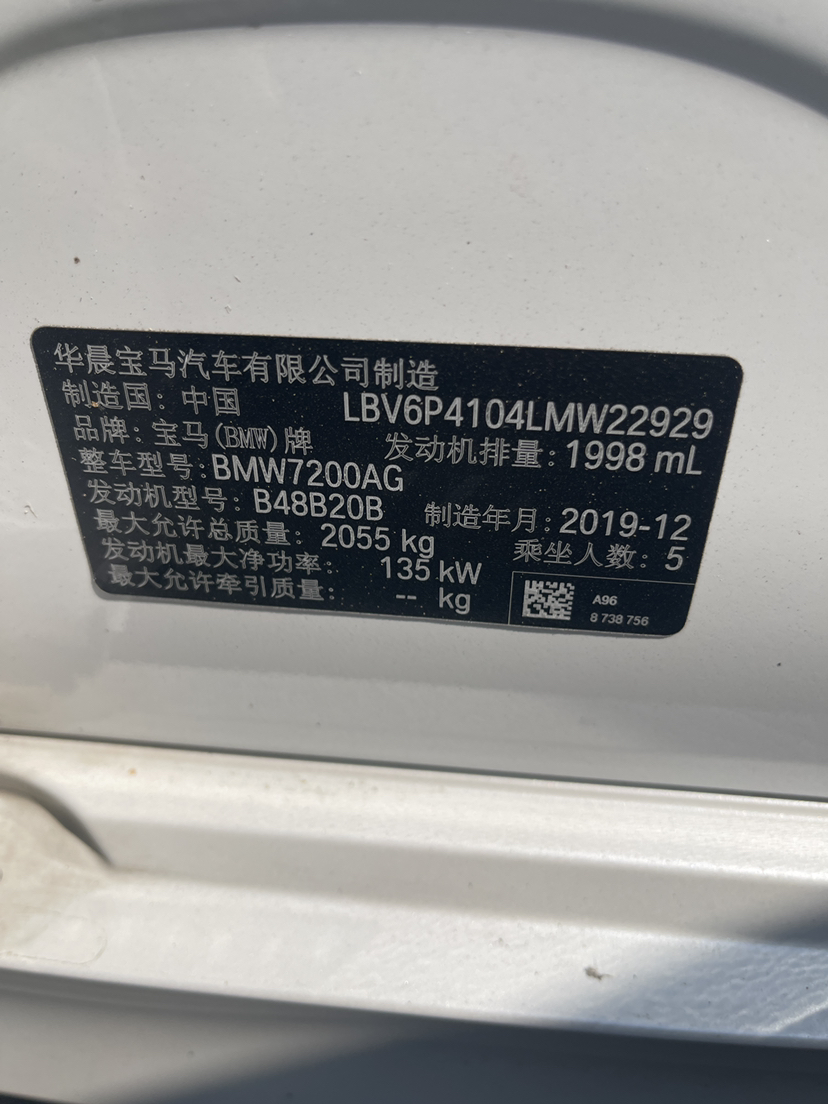 华晨宝马汽车有限公司制造
制造国：中国 LBV6P4104LMW22929
品牌：宝马(BMW)牌 发动机排量：1998 mL
整车型号：BMW7200AG
发动机型号：B48B20B 制造年月：2019-12
最大允许总质量：2055 kg 乘坐人数：5
发动机最大净功率：135 kW
最大允许牵引质量：-- kg
A96
8 738 756